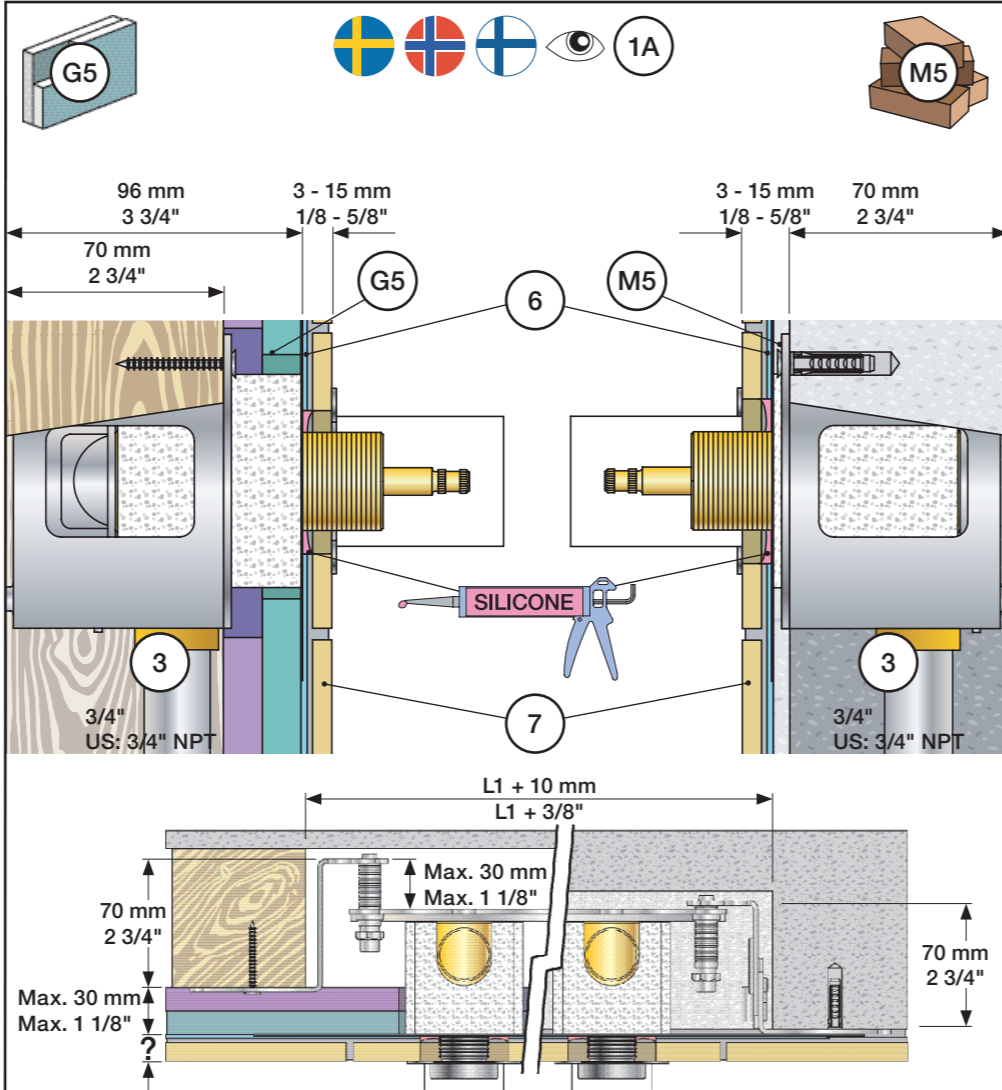 G5
1A
M5
96 mm
3 3/4"
3 - 15 mm
1/8 - 5/8"
3 - 15 mm
1/8 - 5/8"
70 mm
2 3/4"
70 mm
2 3/4"
G5
6
M5
SILICONE
3
3
3/4"
US: 3/4" NPT
7
3/4"
US: 3/4" NPT
L1 + 10 mm
L1 + 3/8"
Max. 30 mm
Max. 1 1/8"
70 mm
2 3/4"
70 mm
2 3/4"
Max. 30 mm
Max. 1 1/8"
?